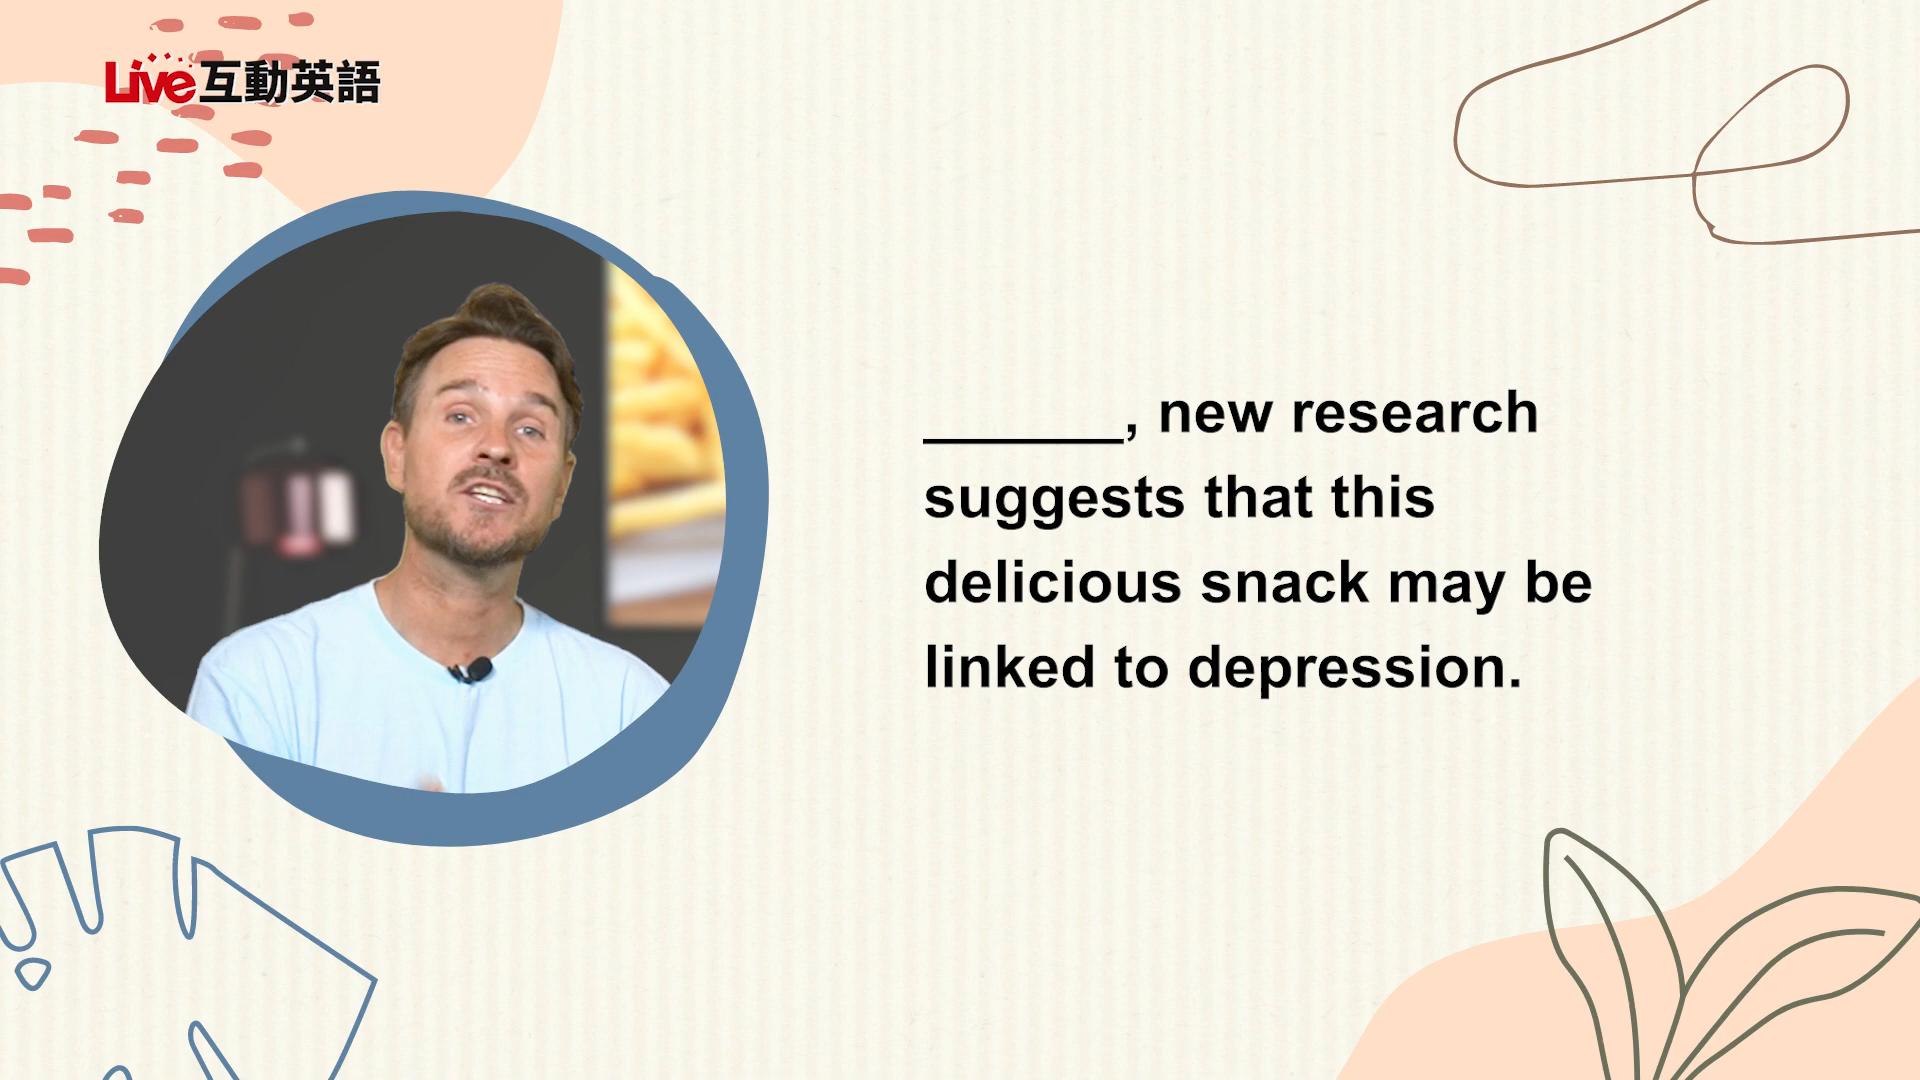 Live互動英語
______, new research
suggests that this
delicious snack may be
linked to depression.